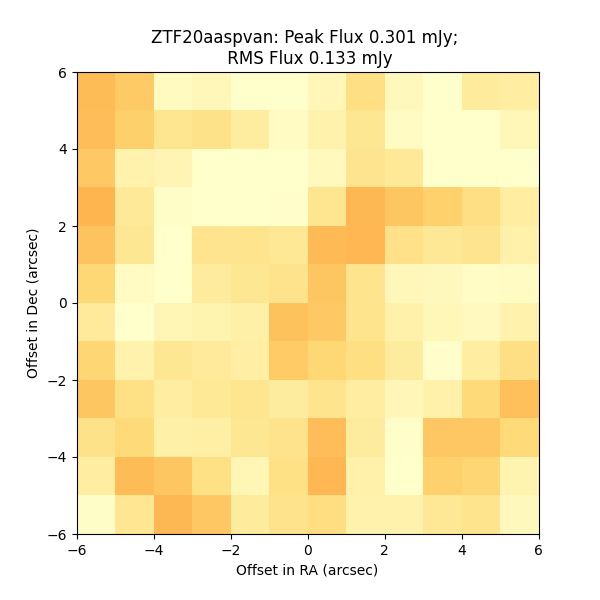 ZTF20aaspvan: Peak Flux 0.301 mJy;
RMS Flux 0.133 mJy
6
4
2
0
−2
−4
−6
Offset in Dec (arcsec)
−6 −4 −2 0 2 4 6
Offset in RA (arcsec)